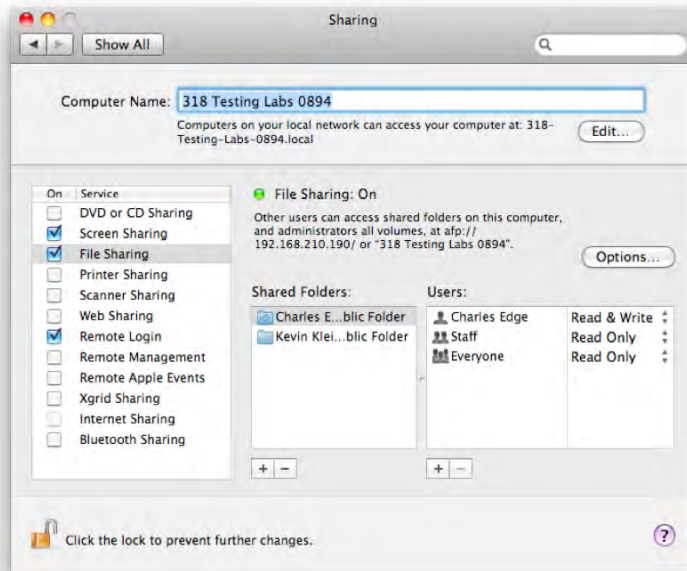 Sharing
Show All
Computer Name: 318 Testing Labs 0894
Computers on your local network can access your computer at: 318-
Testing-Labs-0894.local
Edit...
On Service
DVD or CD Sharing
Screen Sharing
File Sharing
Printer Sharing
Scanner Sharing
Web Sharing
Remote Login
Remote Management
Remote Apple Events
Xgrid Sharing
Internet Sharing
Bluetooth Sharing
File Sharing: On
Other users can access shared folders on this computer,
and administrators all volumes, at afp://
192.168.210.190/ or “318 Testing Labs 0894”.
Options...
Shared Folders:
Charles E...blic Folder
Kevin Klei...blic Folder
+ −
Users:
Charles Edge Read & Write
Staff Read Only
Everyone Read Only
+ −
Click the lock to prevent further changes.
?